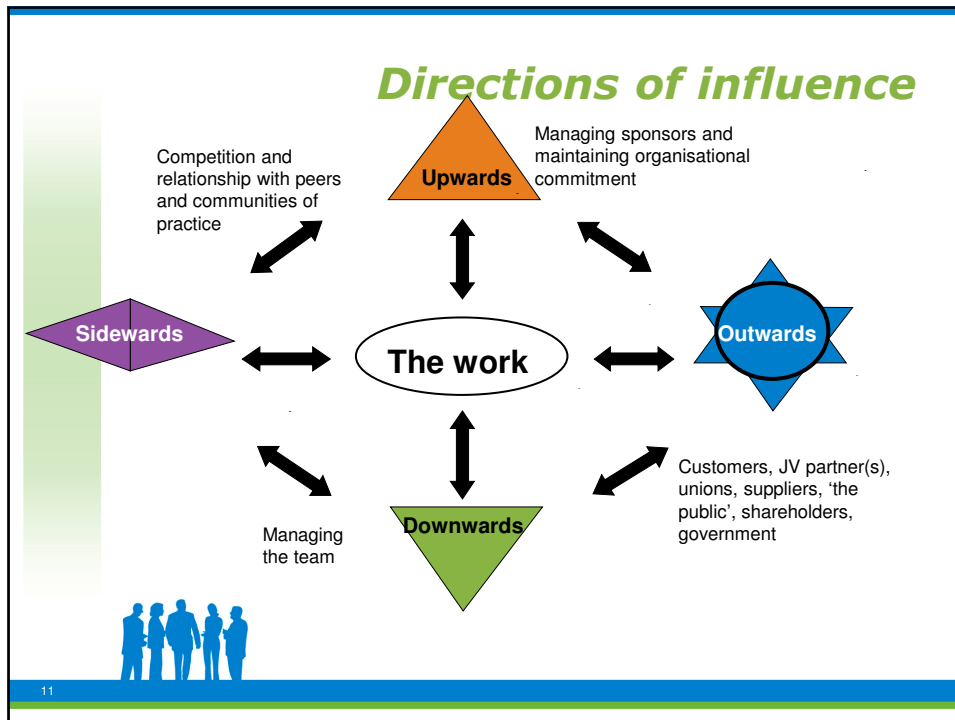 Directions of influence
Competition and
relationship with peers
and communities of
practice
Upwards
Managing sponsors and
maintaining organisational
commitment
Sidewards
The work
Outwards
Managing
the team
Downwards
Customers, JV partner(s),
unions, suppliers, ‘the
public’, shareholders,
government
11